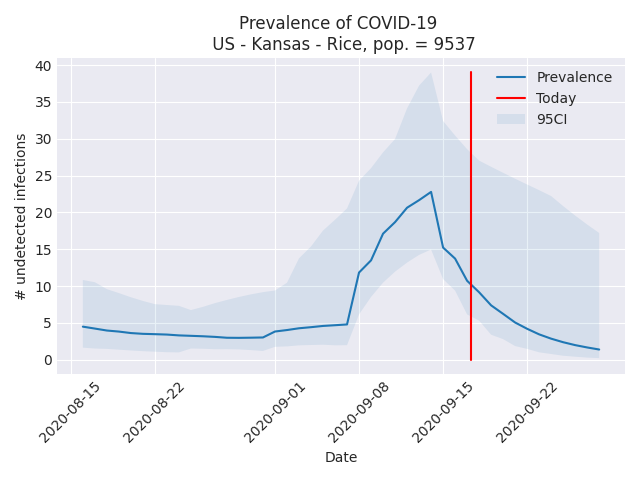 Prevalence of COVID-19
US - Kansas - Rice, pop. = 9537
40
35
30
25
20
15
10
5
0
# undetected infections
Prevalence
Today
95CI
2020-08-15
2020-08-22
2020-09-01
2020-09-08
2020-09-15
2020-09-22
Date